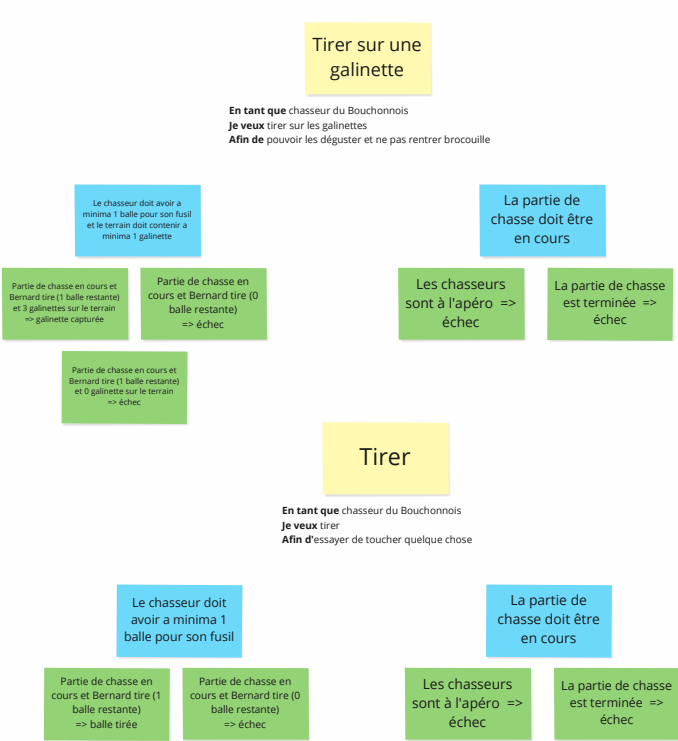 Tirer sur une
galinette
En tant que chasseur du Bouchonnois
Je veux tirer sur les galinettes
Afin de pouvoir les déguster et ne pas rentrer brocouille
Le chasseur doit avoir a
minima 1 balle pour son fusil
et le terrain doit contenir a
minima 1 galinette
La partie de
chasse doit être
en cours
Partie de chasse en cours et
Bernard tire (1 balle restante)
et 3 galinettes sur le terrain
=> galinette capturée
Partie de chasse en
cours et Bernard tire (0
balle restante)
=> échec
Les chasseurs
sont à l'apéro =>
échec
La partie de chasse
est terminée =>
échec
Partie de chasse en cours et
Bernard tire (1 balle restante)
et 0 galinette sur le terrain
=> échec
Tirer
En tant que chasseur du Bouchonnois
Je veux tirer
Afin d'essayer de toucher quelque chose
Le chasseur doit
avoir a minima 1
balle pour son fusil
La partie de
chasse doit être
en cours
Partie de chasse en
cours et Bernard tire (1
balle restante)
=> balle tirée
Partie de chasse en
cours et Bernard tire (0
balle restante)
=> échec
Les chasseurs
sont à l'apéro =>
échec
La partie de chasse
est terminée =>
échec